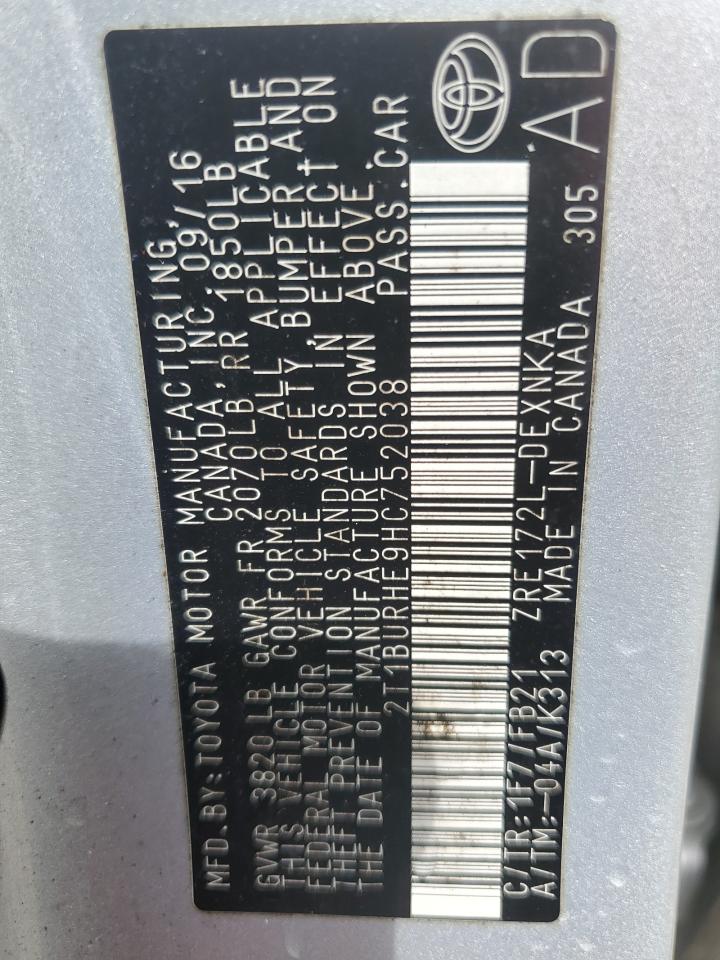 MFD.BY:TOYOTA MOTOR MANUFACTURING,
CANADA, INC. 09/16
GVWR 3820 LB GAWR FR 2070LB RR 1850LB
THIS VEHICLE CONFORMS TO ALL APPLICABLE
FEDERAL MOTOR VEHICLE SAFETY, BUMPER AND
THEFT PREVENTION STANDARDS IN EFFECT ON
THE DATE OF MANUFACTURE SHOWN ABOVE.
2T1BURHE9HC752038 PASS.CAR
C/TR:1F7/FB21 ZRE172L-DEXNKA 305
A/TM:-04A/K313 MADE IN CANADA
AD